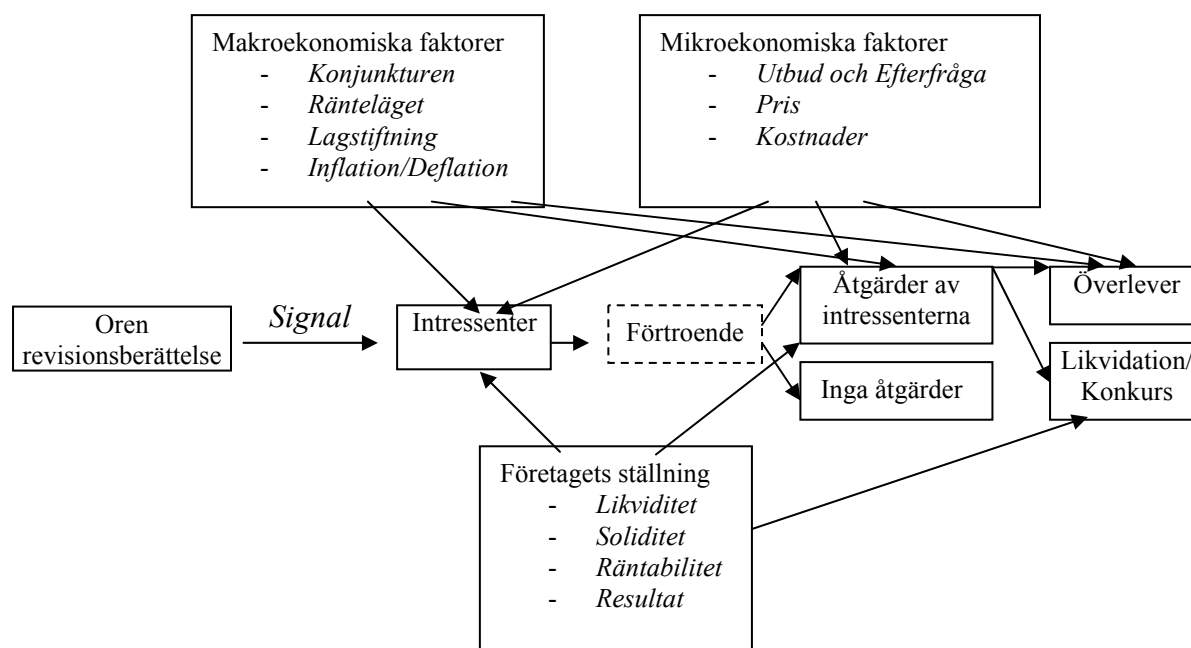 Makroekonomiska faktorer
- Konjunkturen
- Ränteläget
- Lagstiftning
- Inflation/Deflation
Mikroekonomiska faktorer
- Utbud och Efterfråga
- Pris
- Kostnader
Oren
revisionsberättelse
Signal
Intressenter
Förtroende
Åtgärder av
intressenterna
Inga åtgärder
Överlever
Likvidation/
Konkurs
Företagets ställning
- Likviditet
- Soliditet
- Räntabilitet
- Resultat